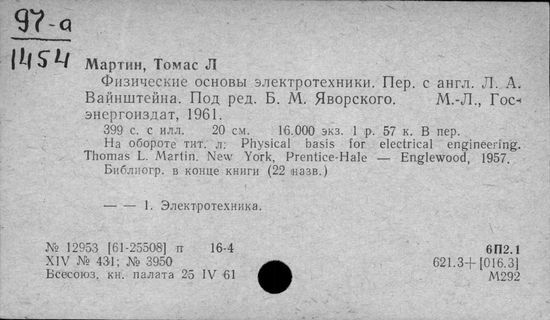 97-а
1454
Мартин, Томас Л
Физические основы электротехники. Пер. с англ. Л. А.
Вайнштейна. Под ред. Б. М. Яворского. М.-Л., Гос-
энергоиздат, 1961.
399 с. с илл. 20 см. 16.000 экз. 1 р. 57 к. В пер.
На обороте тит. л: Physical basis for electrical engineering.
Thomas L. Martin. New York, Prentice-Hale — Englewood, 1957.
Библиогр. в конце книги (22 назв.)
— — 1. Электротехника.
№ 12953 [61-25508] п 16-4 6П2.1
XIV № 431; № 3950 621.3+[016.3]
Всесоюз. кн. палата 25 IV 61 М292